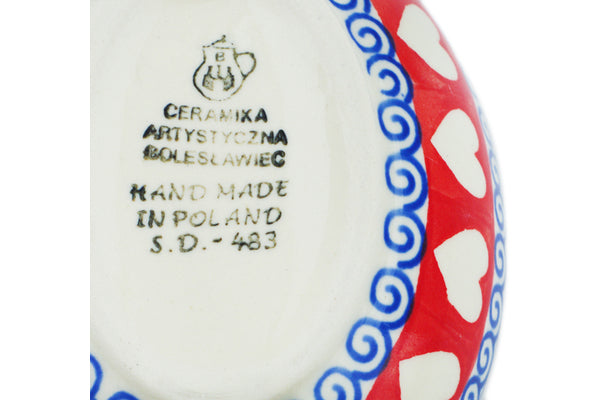 B
CERAMIKA
ARTYSTYCZNA
BOLESŁAWIEC
HAND MADE
IN POLAND
S.D.-483